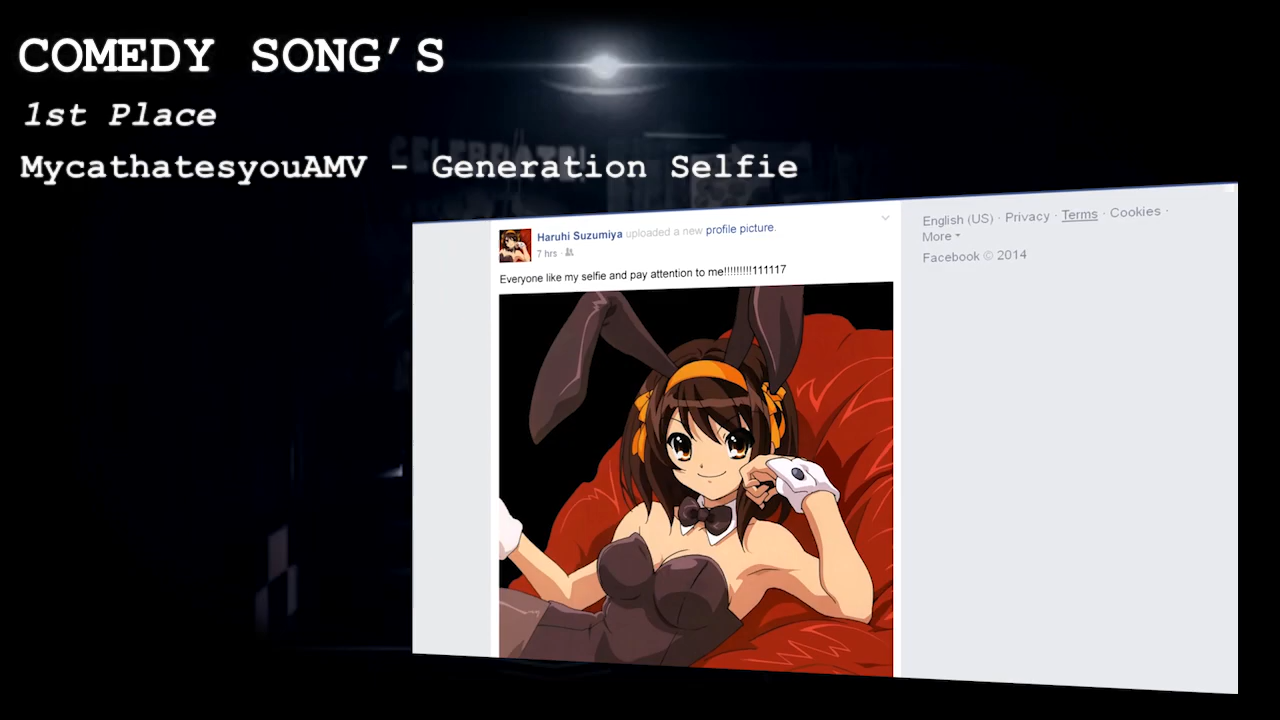 COMEDY SONG'S
1st Place
MycathatesyouAMV - Generation Selfie
CELEBRATE!
Haruhi Suzumiya uploaded a new profile picture.
7 hrs ·
Everyone like my selfie and pay attention to me!!!!!!!!!111117
English (US) · Privacy · Terms · Cookies ·
More
Facebook © 2014